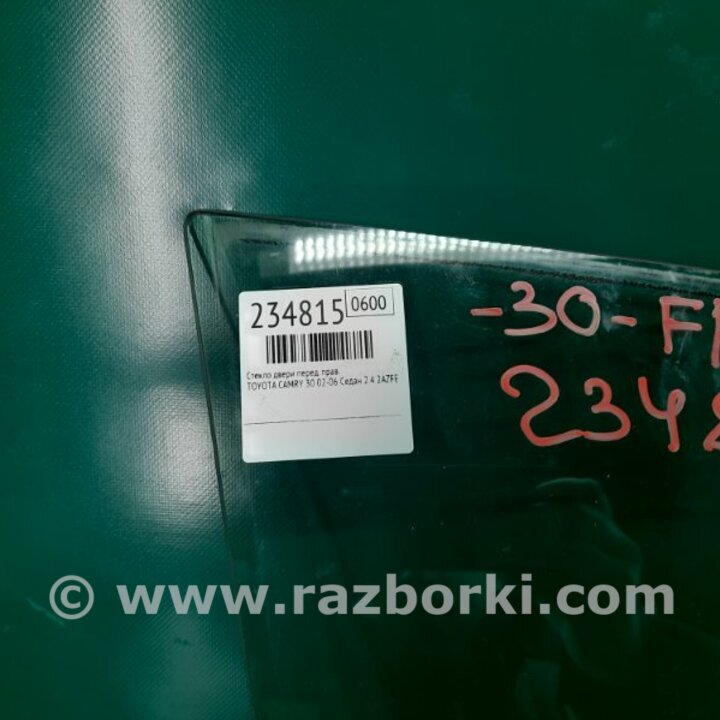 234815 0600
Стекло двери перед. прав.
TOYOTA CAMRY 30 02-06 Седан 2.4 2AZFE
-30-F
234
© www.razborki.com